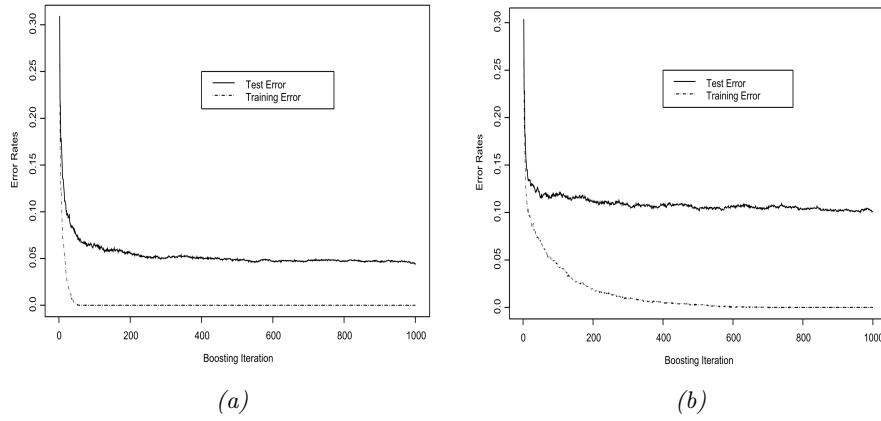 0.30
0.25
0.20
0.15
0.10
0.05
0.0
Error Rates
Test Error
Training Error
0
200
400
600
800
1000
Boosting Iteration
(a)
0.30
0.25
0.20
0.15
0.10
0.05
0.0
Error Rates
Test Error
Training Error
0
200
400
600
800
1000
Boosting Iteration
(b)